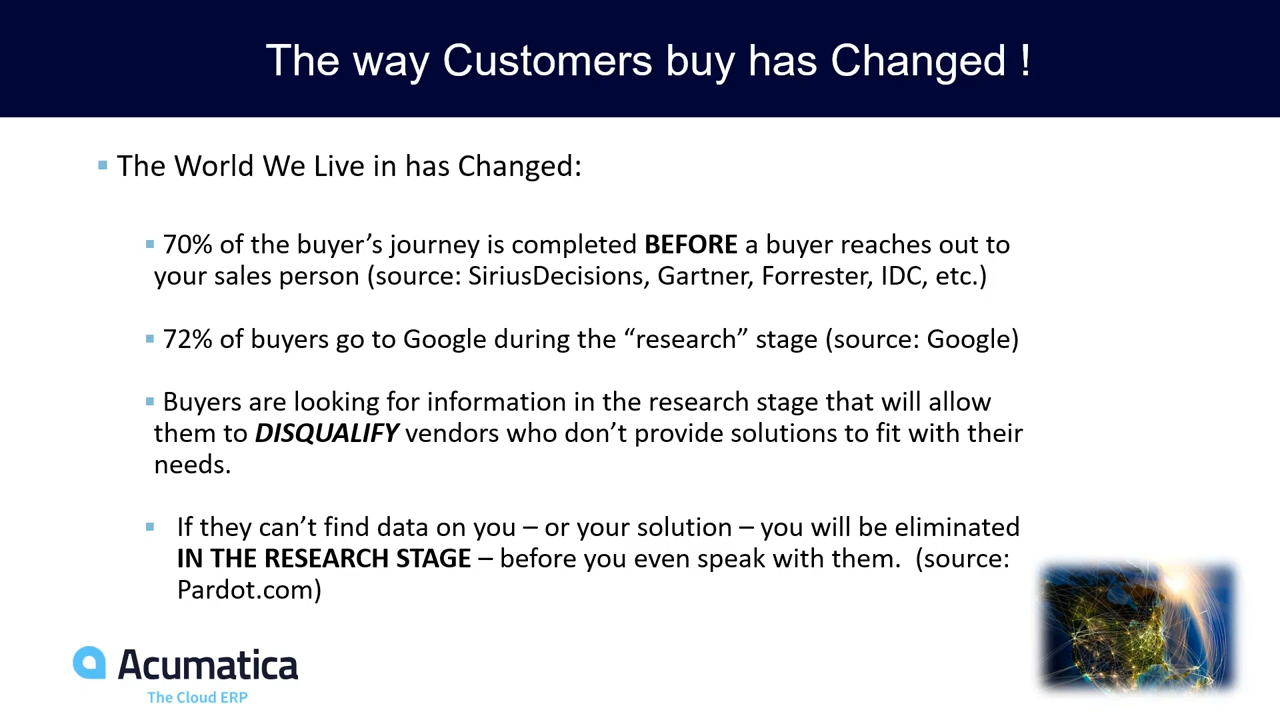 The way Customers buy has Changed !
The World We Live in has Changed:
70% of the buyer’s journey is completed BEFORE a buyer reaches out to
your sales person (source: SiriusDecisions, Gartner, Forrester, IDC, etc.)
72% of buyers go to Google during the “research” stage (source: Google)
Buyers are looking for information in the research stage that will allow
them to DISQUALIFY vendors who don’t provide solutions to fit with their
needs.
If they can’t find data on you – or your solution – you will be eliminated
IN THE RESEARCH STAGE – before you even speak with them. (source:
Pardot.com)
Acumatica
The Cloud ERP